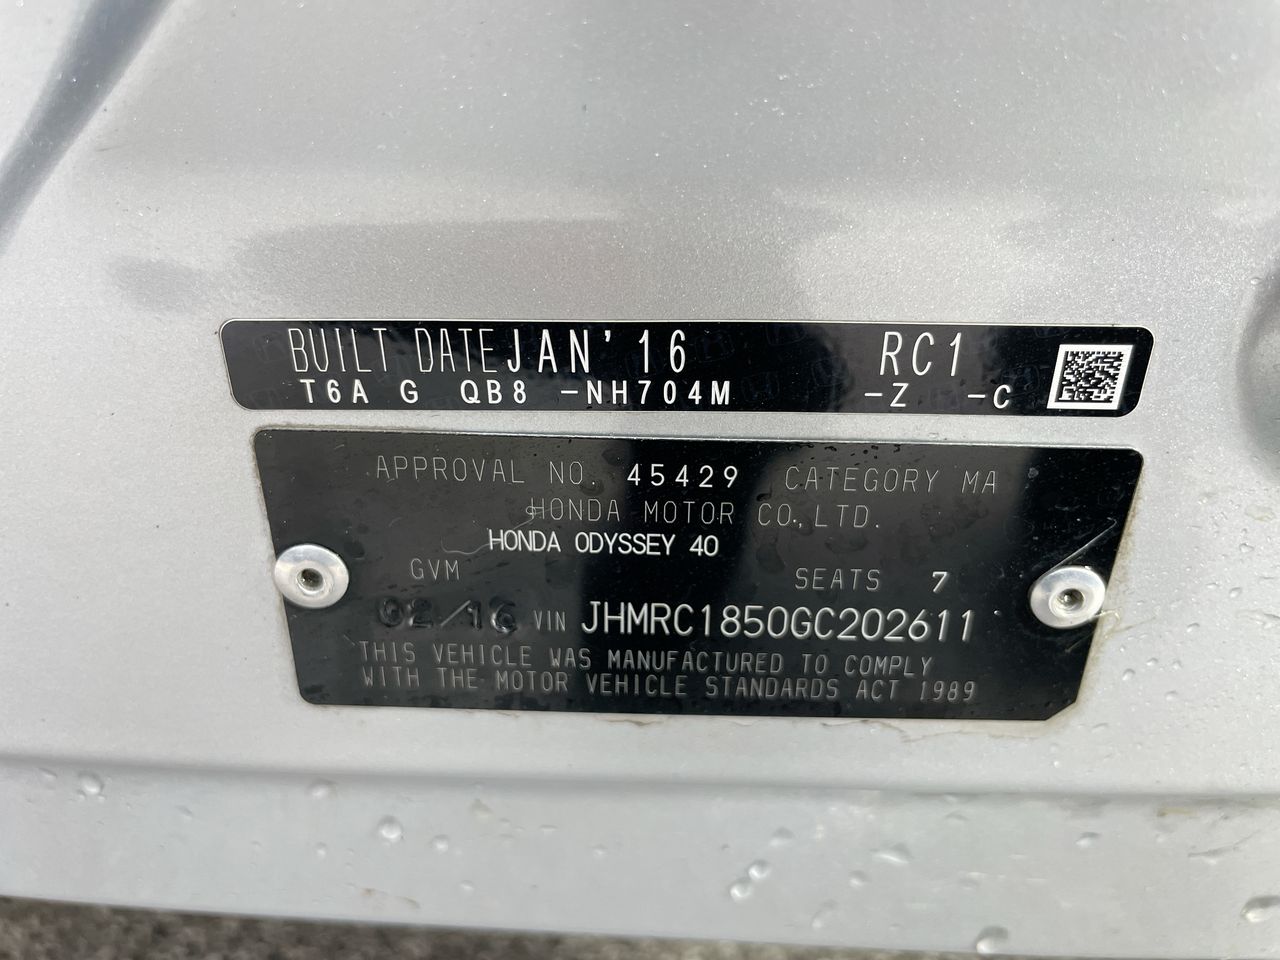 BUILT DATE JAN'16 RC1
T6A G QB8 -NH704M -Z -C
APPROVAL NO. 45429 CATEGORY MA
HONDA MOTOR CO.,LTD.
HONDA ODYSSEY 40
GVM SEATS 7
02/16 VIN JHMRC1850GC202611
THIS VEHICLE WAS MANUFACTURED TO COMPLY
WITH THE MOTOR VEHICLE STANDARDS ACT 1989